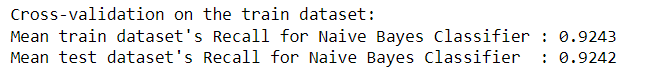 Cross-validation on the train dataset:
Mean train dataset's Recall for Naive Bayes Classifier : 0.9243
Mean test dataset's Recall for Naive Bayes Classifier  : 0.9242